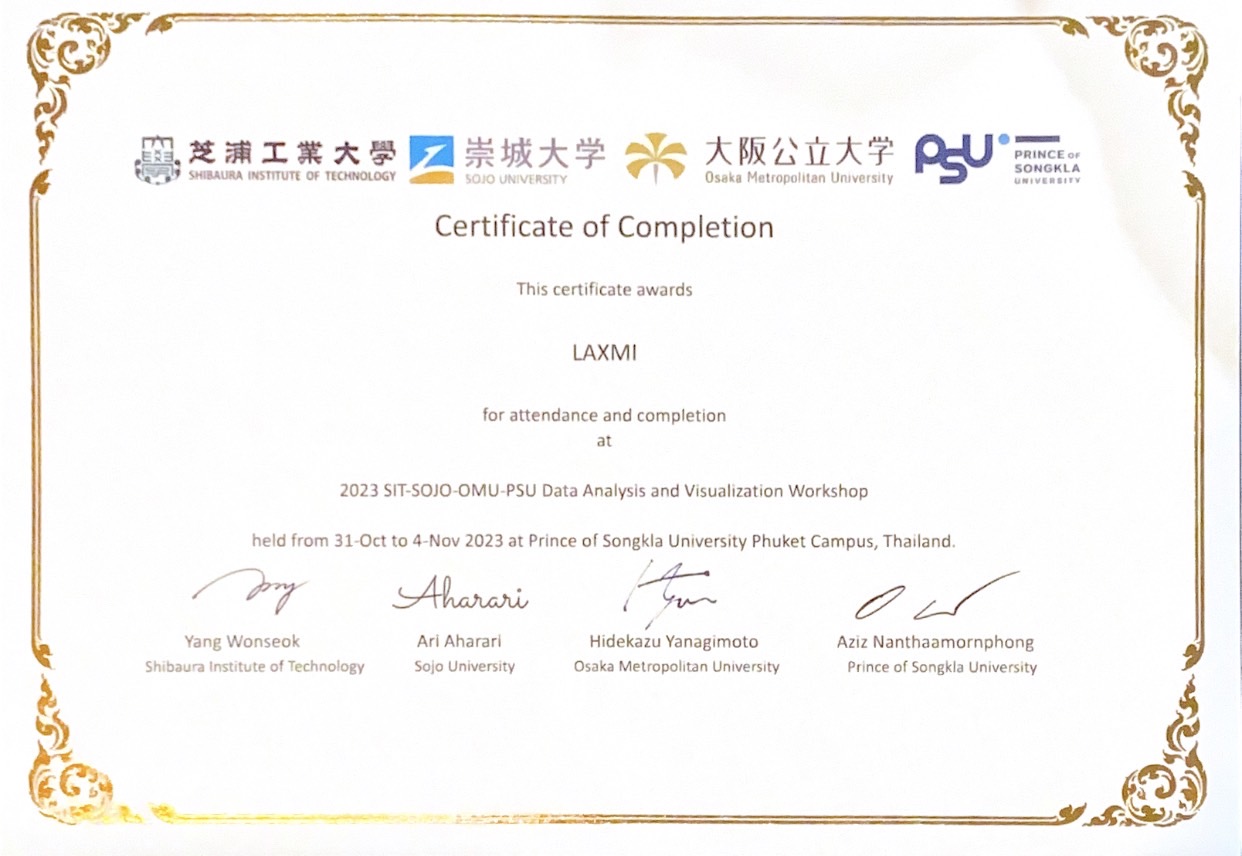 芝浦工業大學
SHIBAURA INSTITUTE OF TECHNOLOGY
崇城大学
SOJO UNIVERSITY
大阪公立大学
Osaka Metropolitan University
PSU
PRINCE OF
SONGKLA
UNIVERSITY
Certificate of Completion
This certificate awards
LAXMI
for attendance and completion
at
2023 SIT-SOJO-OMU-PSU Data Analysis and Visualization Workshop
held from 31-Oct to 4-Nov 2023 at Prince of Songkla University Phuket Campus, Thailand.
Aharari
Yang Wonseok
Shibaura Institute of Technology
Ari Aharari
Sojo University
Hidekazu Yanagimoto
Osaka Metropolitan University
Aziz Nanthaamornphong
Prince of Songkla University